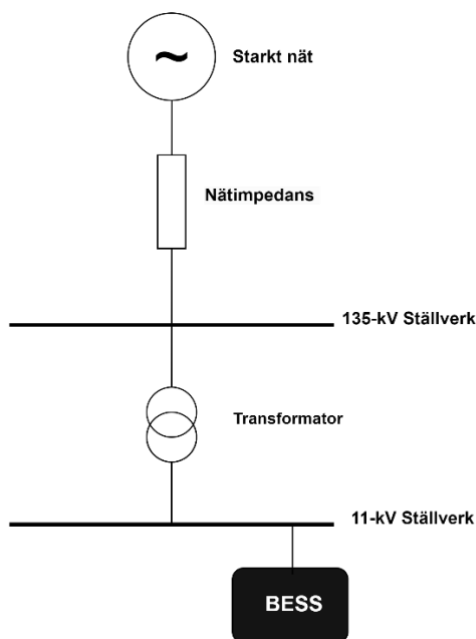 ~
Starkt nät
Nätimpedans
135-kV Ställverk
Transformator
11-kV Ställverk
BESS